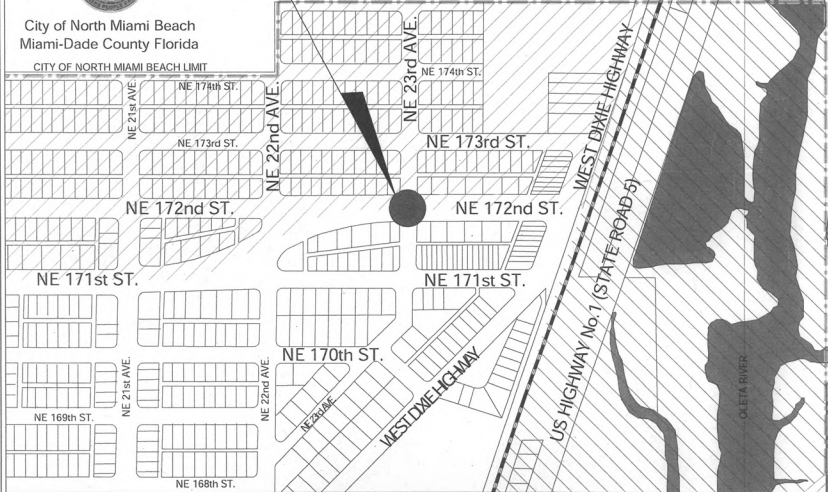 City of North Miami Beach
Miami-Dade County Florida
CITY OF NORTH MIAMI BEACH LIMIT
NE 174th ST.
NE 21st AVE.
NE 22nd AVE.
NE 23rd AVE.
NE 174th ST.
NE 173rd ST.
NE 173rd ST.
WEST DIXIE HIGHWAY
NE 172nd ST.
NE 172nd ST.
NE 171st ST.
NE 171st ST.
US HIGHWAY No.1 (STATE ROAD 5)
NE 170th ST.
NE 21st AVE.
NE 22nd AVE.
NE 23rd AVE
WEST DIXIE HIGHWAY
OLETA RIVER
NE 169th ST.
NE 168th ST.